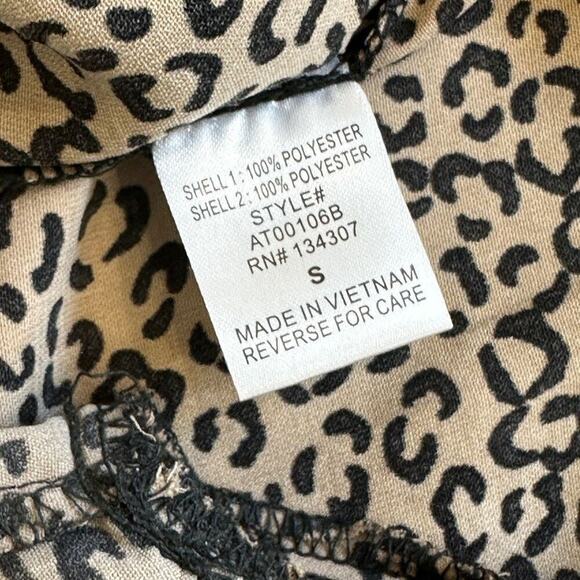 SHELL 1: 100% POLYESTER
SHELL 2: 100% POLYESTER
STYLE#
AT00106B
RN# 134307
S
MADE IN VIETNAM
REVERSE FOR CARE